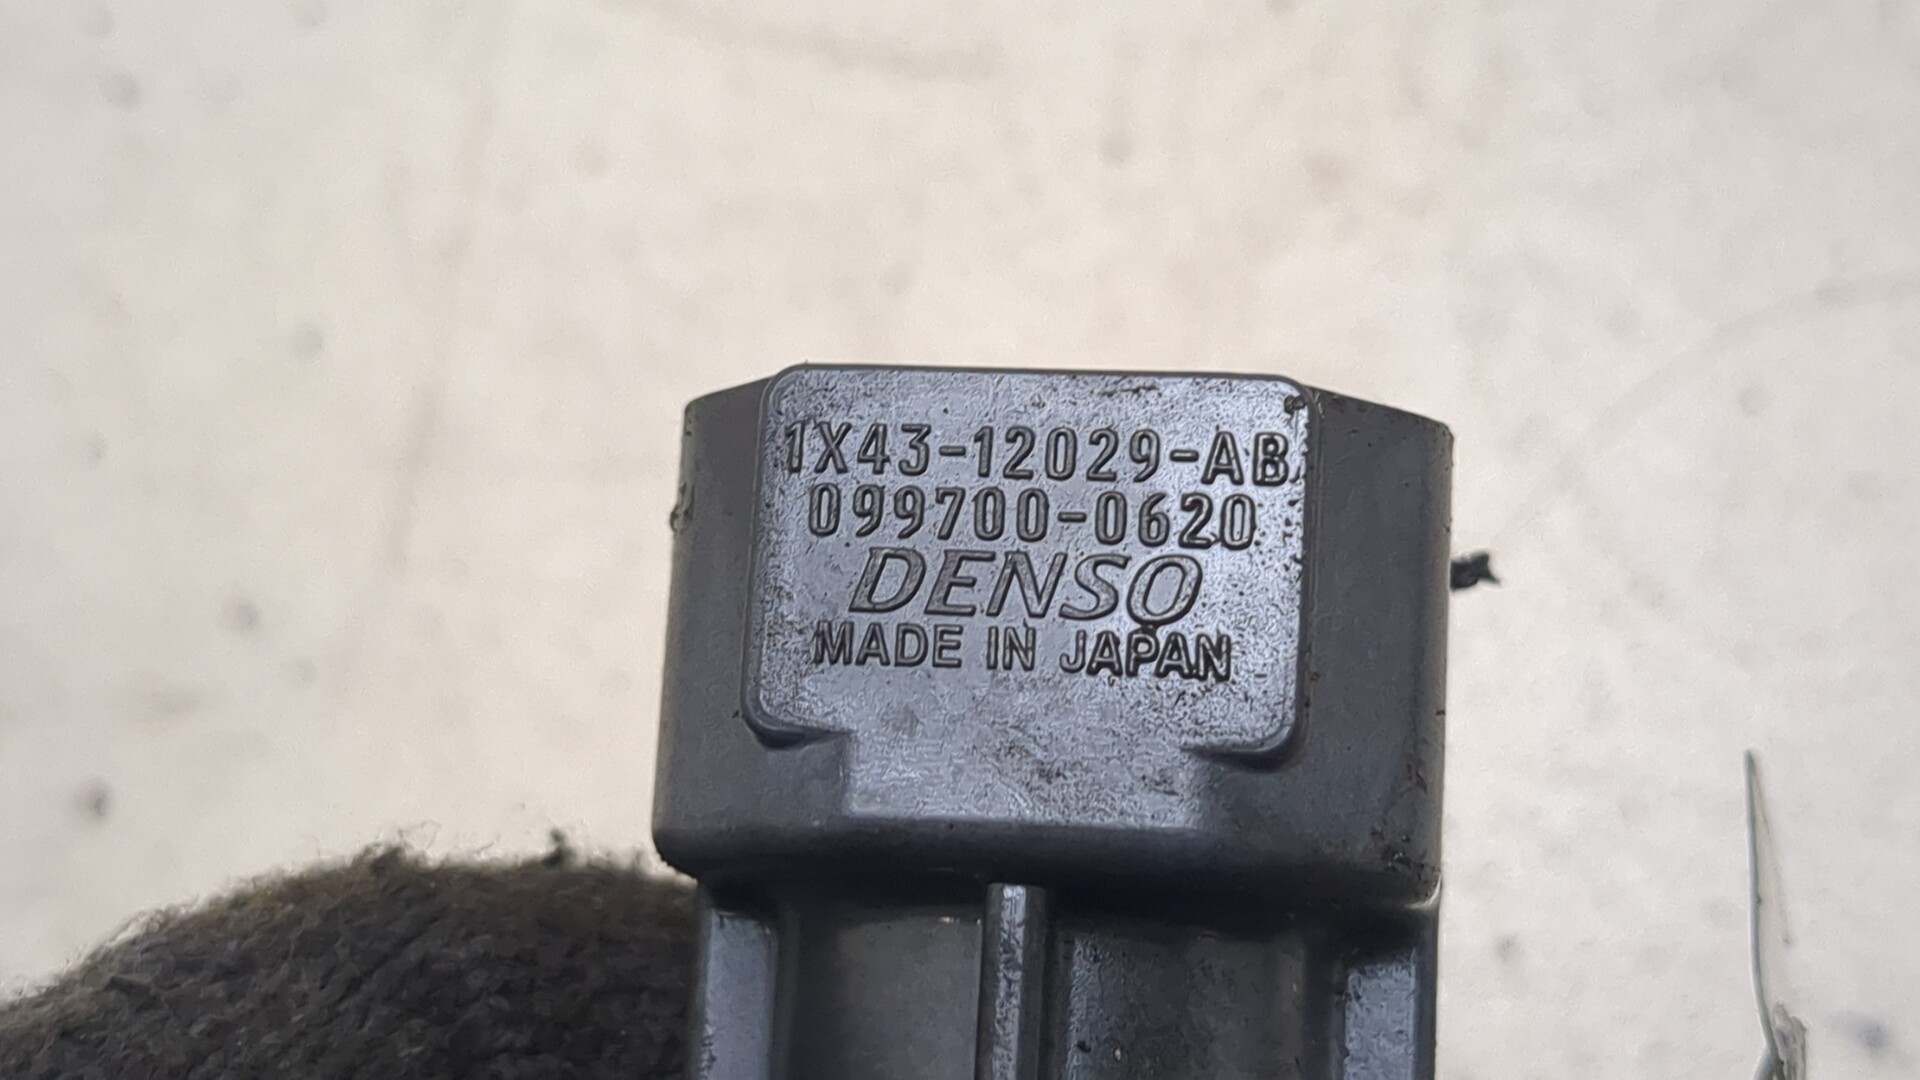 1X43-12029-AB
099700-0620
DENSO
MADE IN JAPAN